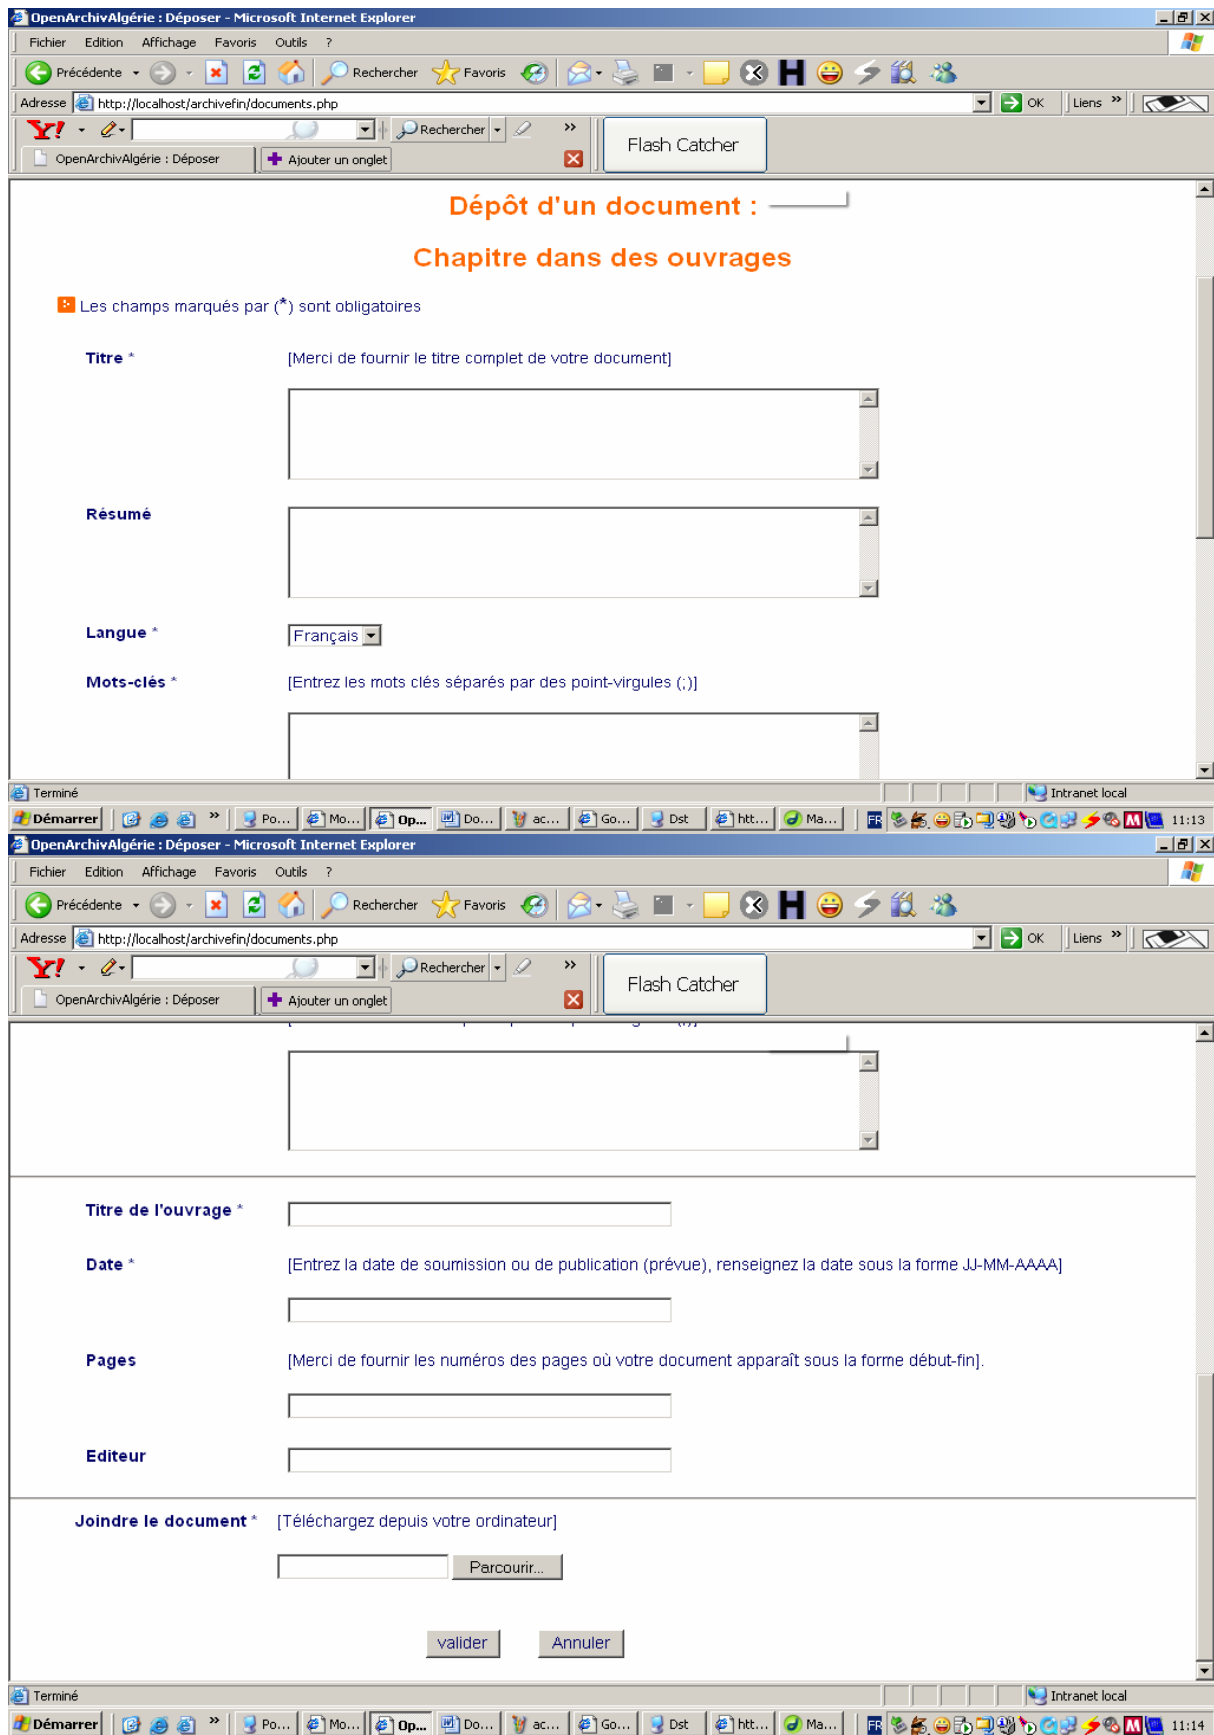 OpenArchivAlgérie : Déposer - Microsoft Internet Explorer
Fichier Edition Affichage Favoris Outils ?
Précédente Rechercher Favoris
Adresse http://localhost/archivefin/documents.php OK Liens »
Y! Rechercher » Flash Catcher
OpenArchivAlgérie : Déposer Ajouter un onglet
Dépôt d'un document :
Chapitre dans des ouvrages
Les champs marqués par (*) sont obligatoires
Titre * [Merci de fournir le titre complet de votre document]
Résumé
Langue * Français
Mots-clés * [Entrez les mots clés séparés par des point-virgules (;)]
Terminé Intranet local
Démarrer » Po... Mo... Op... Do... ac... Go... Dst htt... Ma... FR 11:13
OpenArchivAlgérie : Déposer - Microsoft Internet Explorer
Fichier Edition Affichage Favoris Outils ?
Précédente Rechercher Favoris
Adresse http://localhost/archivefin/documents.php OK Liens »
Y! Rechercher » Flash Catcher
OpenArchivAlgérie : Déposer Ajouter un onglet
Titre de l'ouvrage *
Date * [Entrez la date de soumission ou de publication (prévue), renseignez la date sous la forme JJ-MM-AAAA]
Pages [Merci de fournir les numéros des pages où votre document apparaît sous la forme début-fin].
Editeur
Joindre le document * [Téléchargez depuis votre ordinateur]
Parcourir...
valider Annuler
Terminé Intranet local
Démarrer » Po... Mo... Op... Do... ac... Go... Dst htt... Ma... FR 11:14